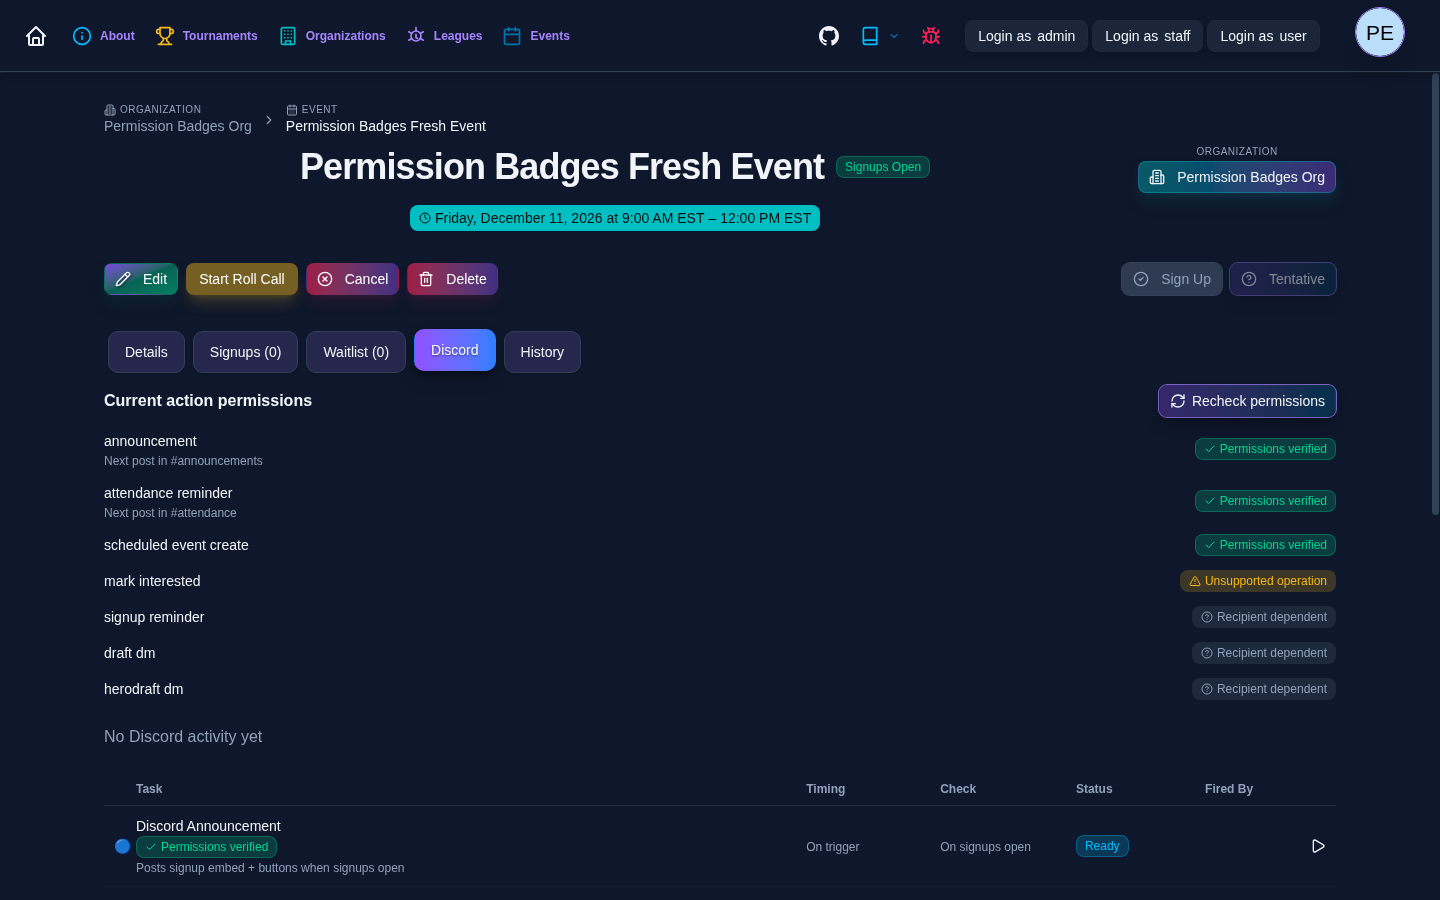 About
Tournaments
Organizations
Leagues
Events
Login as admin
Login as staff
Login as user
PE
ORGANIZATION
Permission Badges Org
EVENT
Permission Badges Fresh Event
Permission Badges Fresh Event
Signups Open
Friday, December 11, 2026 at 9:00 AM EST – 12:00 PM EST
ORGANIZATION
Permission Badges Org
Edit
Start Roll Call
Cancel
Delete
Sign Up
Tentative
Details
Signups (0)
Waitlist (0)
Discord
History
Current action permissions
Recheck permissions
announcement
Next post in #announcements
Permissions verified
attendance reminder
Next post in #attendance
Permissions verified
scheduled event create
Permissions verified
mark interested
Unsupported operation
signup reminder
Recipient dependent
draft dm
Recipient dependent
herodraft dm
Recipient dependent
No Discord activity yet
Task
Timing
Check
Status
Fired By
Discord Announcement
Permissions verified
Posts signup embed + buttons when signups open
On trigger
On signups open
Ready